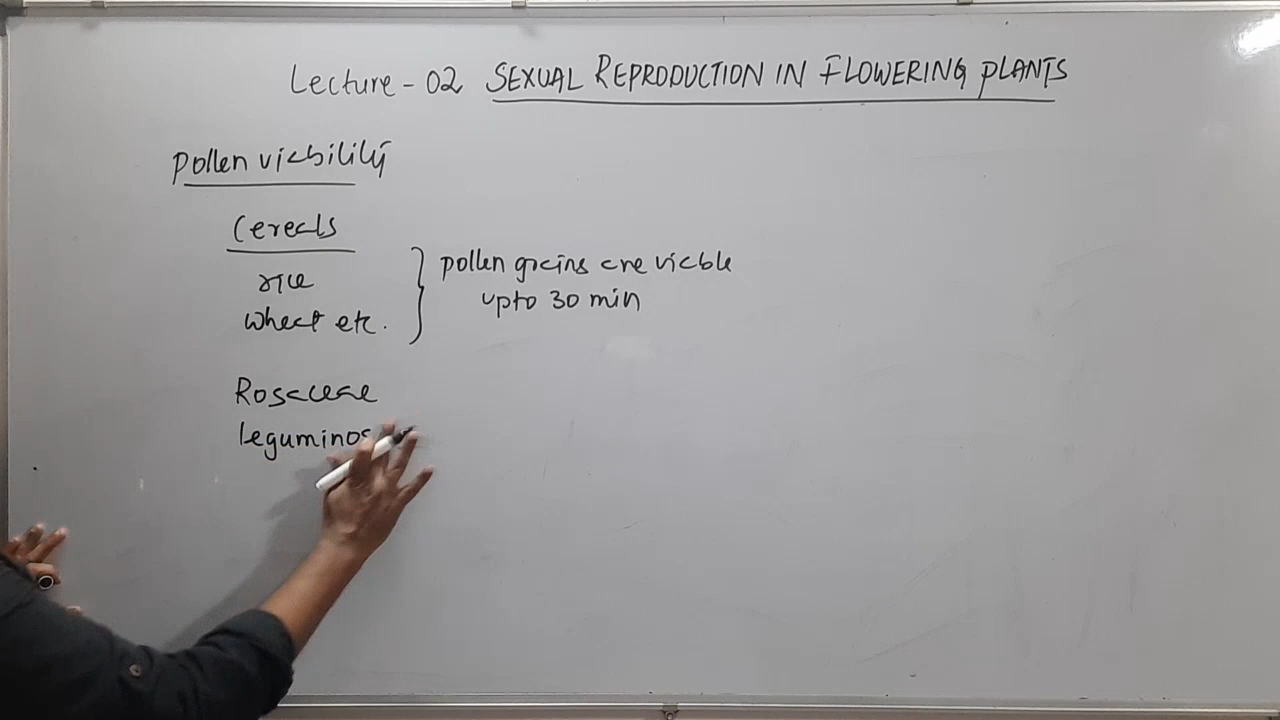 Lecture - 02 SEXUAL REPRODUCTION IN FLOWERING PLANTS
Pollen viability
Cereals
rice
wheat etc.
pollen grains are viable
upto 30 min
Rosaceae
leguminos